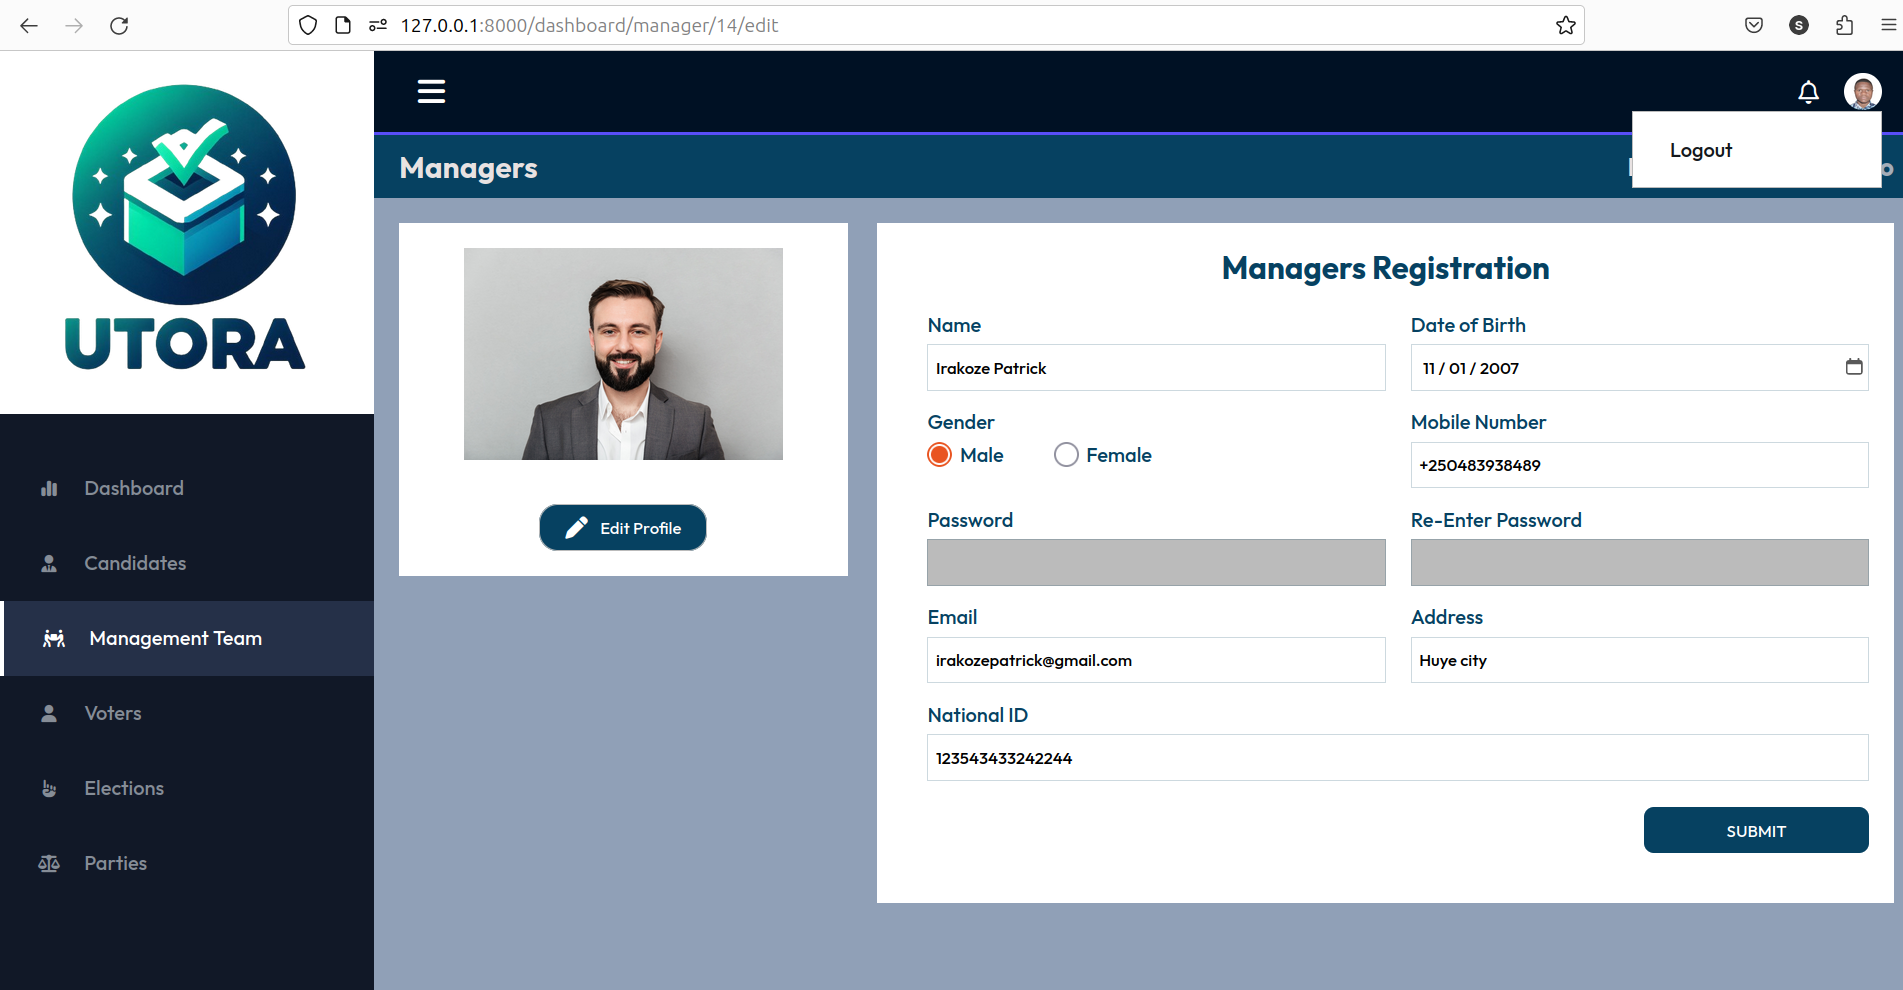 127.0.0.1:8000/dashboard/manager/14/edit
S
UTORA
Dashboard
Candidates
Management Team
Voters
Elections
Parties
Logout
Managers
Edit Profile
Managers Registration
Name
Date of Birth
Irakoze Patrick
11 / 01 / 2007
Gender
Mobile Number
Male
Female
+250483938489
Password
Re-Enter Password
Email
Address
irakozepatrick@gmail.com
Huye city
National ID
123543433242244
SUBMIT